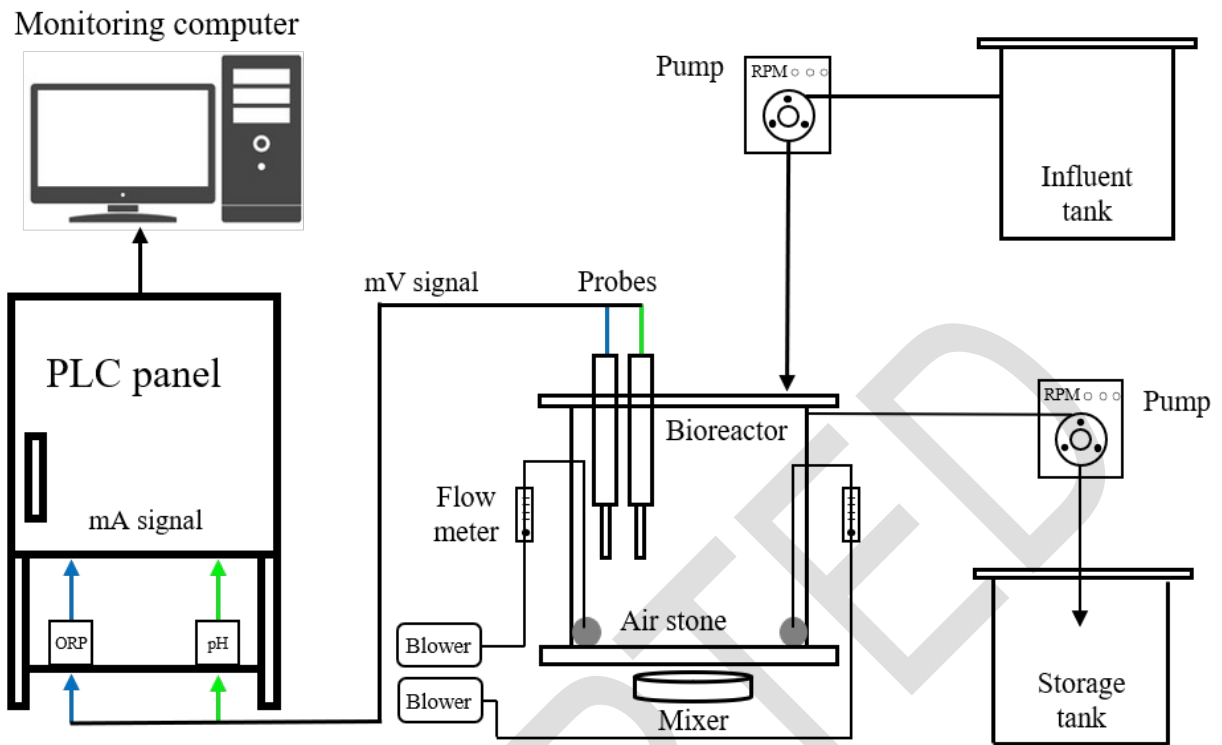 Monitoring computer
Pump
RPM
Influent
tank
mV signal
Probes
PLC panel
RPM
Pump
Bioreactor
Flow
meter
mA signal
Air stone
ORP
pH
Blower
Blower
Mixer
Storage
tank